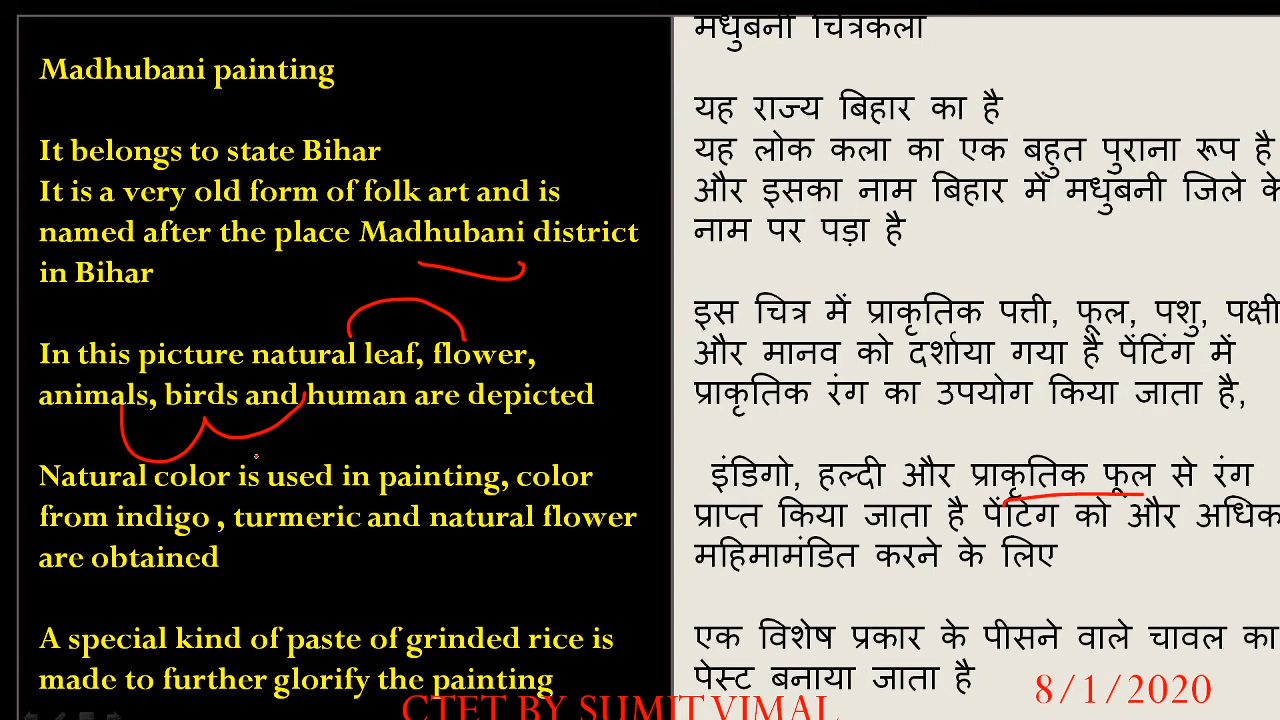 Madhubani painting
It belongs to state Bihar
It is a very old form of folk art and is
named after the place Madhubani district
in Bihar
In this picture natural leaf, flower,
animals, birds and human are depicted
Natural color is used in painting, color
from indigo , turmeric and natural flower
are obtained
A special kind of paste of grinded rice is
made to further glorify the painting
मधुबनी चित्रकला
यह राज्य बिहार का है
यह लोक कला का एक बहुत पुराना रूप है
और इसका नाम बिहार में मधुबनी जिले के
नाम पर पड़ा है
इस चित्र में प्राकृतिक पत्ती, फूल, पशु, पक्षी
और मानव को दर्शाया गया है पेंटिंग में
प्राकृतिक रंग का उपयोग किया जाता है,
इंडिगो, हल्दी और प्राकृतिक फूल से रंग
प्राप्त किया जाता है पेंटिंग को और अधिक
महिमामंडित करने के लिए
एक विशेष प्रकार के पीसने वाले चावल का
पेस्ट बनाया जाता है
CTET BY SUMIT VIMAL
8/1/2020